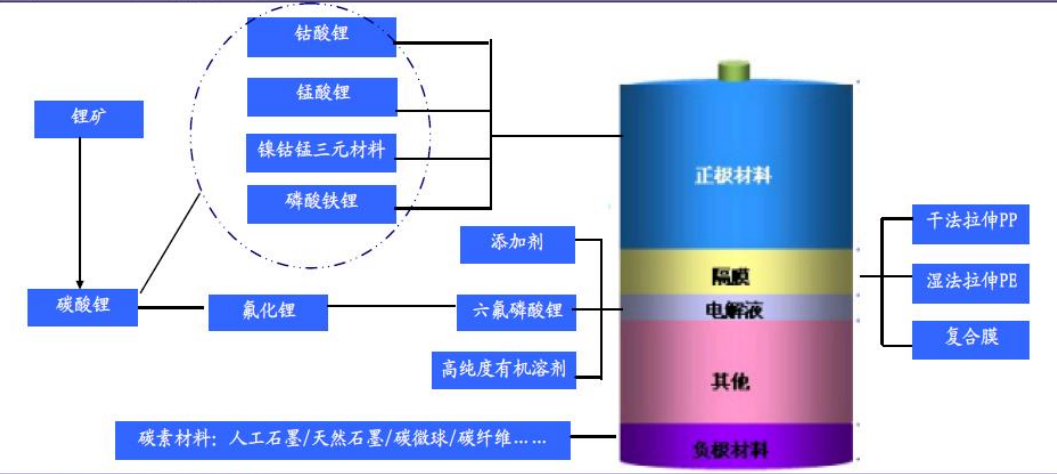 钴酸锂
锰酸锂
镍钴锰三元材料
磷酸铁锂
锂矿
碳酸锂
氟化锂
添加剂
六氟磷酸锂
高纯度有机溶剂
碳素材料：人工石墨/天然石墨/碳微球/碳纤维……
正极材料
隔膜
电解液
其他
负极材料
干法拉伸PP
湿法拉伸PE
复合膜